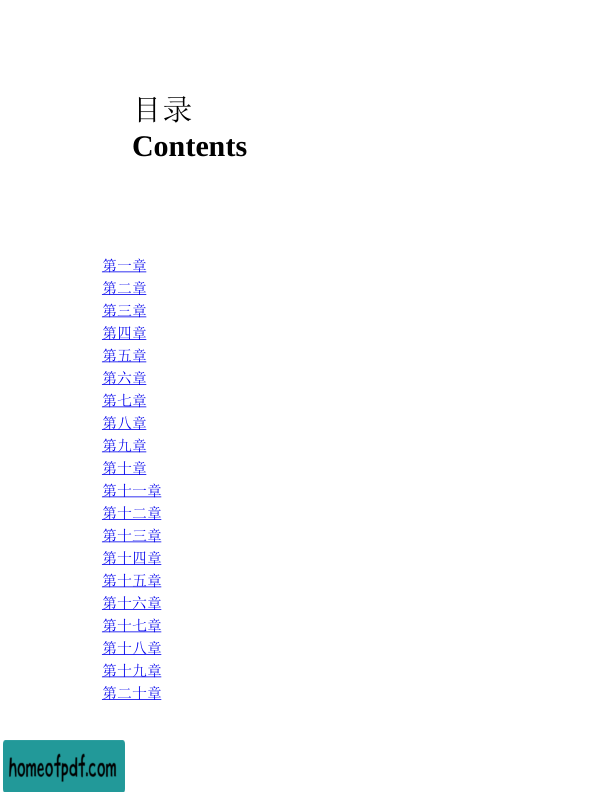 目录
Contents
第一章
第二章
第三章
第四章
第五章
第六章
第七章
第八章
第九章
第十章
第十一章
第十二章
第十三章
第十四章
第十五章
第十六章
第十七章
第十八章
第十九章
第二十章
homeofpdf.com